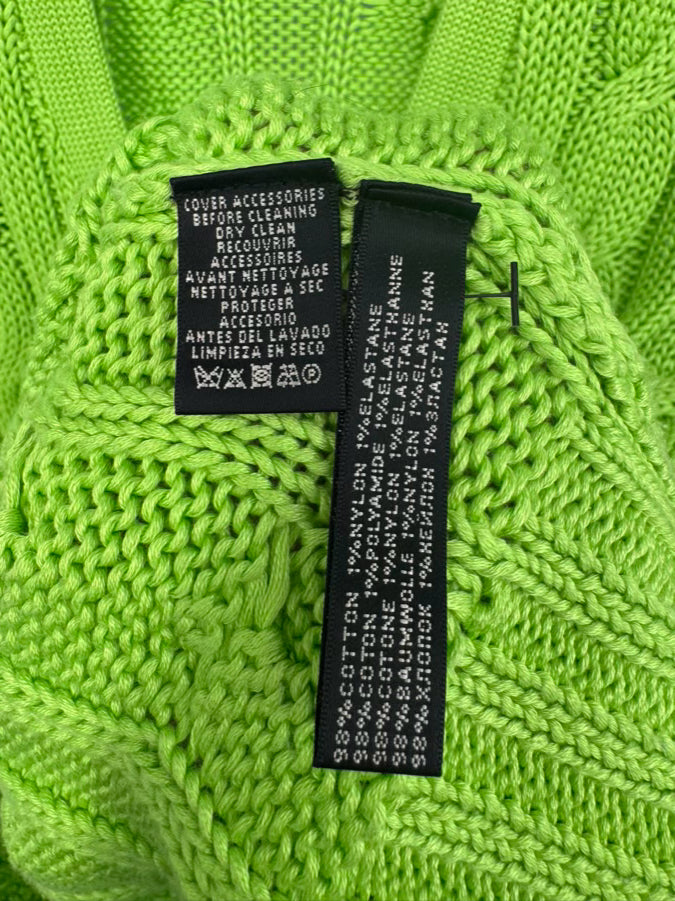 COVER ACCESSORIES
BEFORE CLEANING
DRY CLEAN
RECOUVRIR
ACCESSOIRES
AVANT NETTOYAGE
NETTOYAGE A SEC
PROTEGER
ACCESORIO
ANTES DEL LAVADO
LIMPIEZA EN SECO
P
98%COTTON 1%NYLON 1%ELASTANE
98%COTON 1%POLYAMIDE 1%ELASTHANNE
98%COTONE 1%NYLON 1%ELASTANE
98%BAUMWOLLE 1%NYLON 1%ELASTHAN
98%ХЛОПОК 1%НЕЙЛОН 1%ЭЛАСТАН